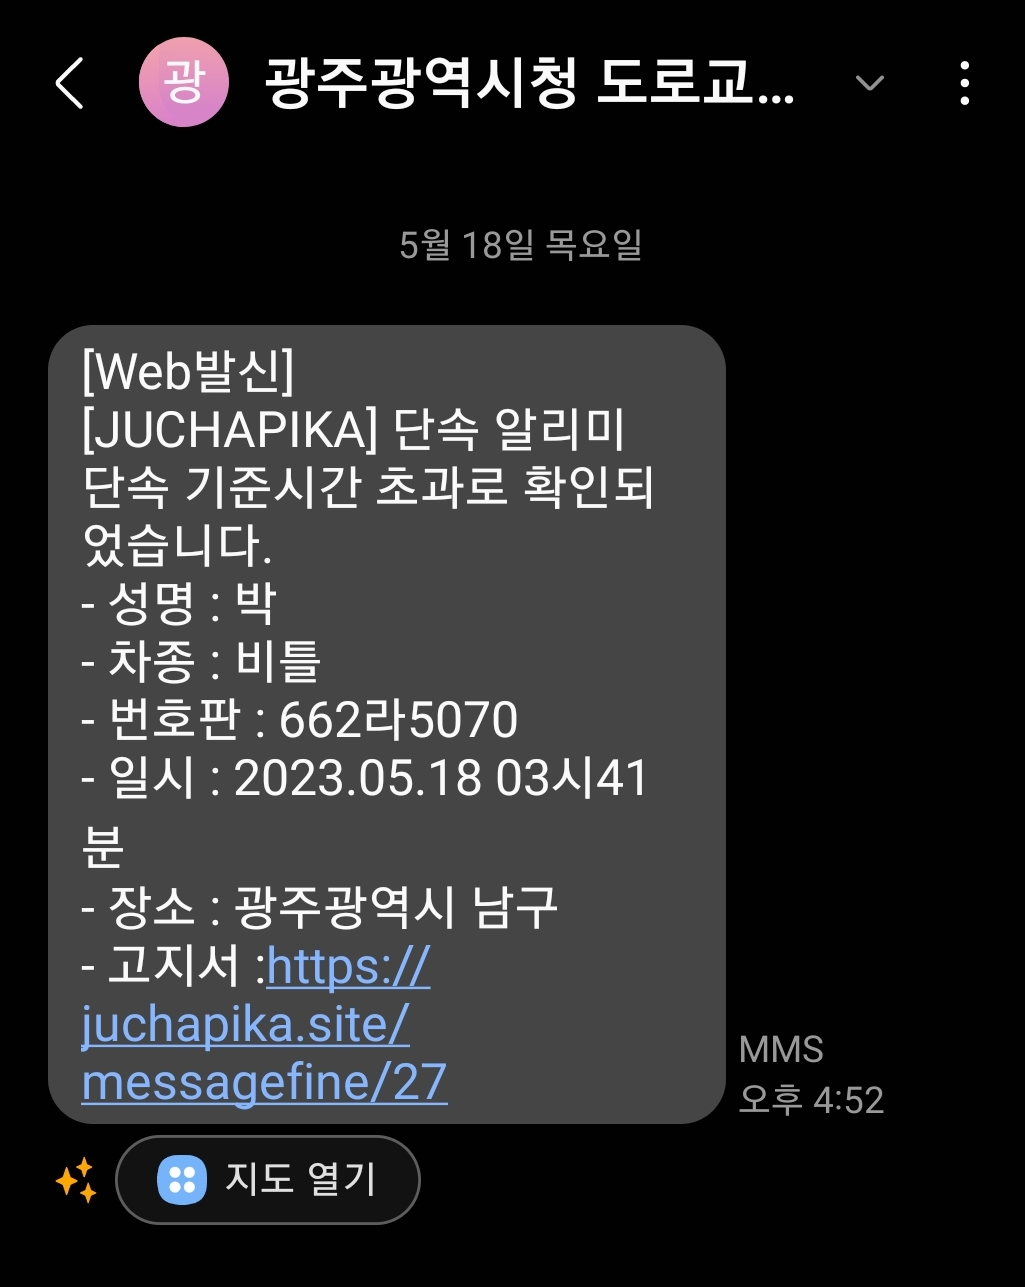 광
광주광역시청 도로교...
5월 18일 목요일
[Web발신]
[JUCHAPIKA] 단속 알리미
단속 기준시간 초과로 확인되
었습니다.
- 성명 : 박
- 차종 : 비틀
- 번호판 : 662라5070
- 일시 : 2023.05.18 03시41
분
- 장소 : 광주광역시 남구
- 고지서 :https://
juchapika.site/
messagefine/27
MMS
오후 4:52
지도 열기